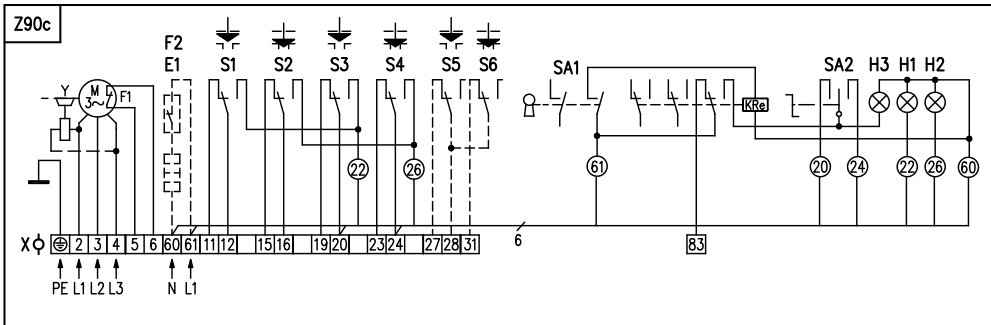 Z90c
F2
E1 S1 S2 S3 S4 S5 S6 SA1 SA2 H3 H1 H2
Y M 3~ F1
KRe
22 26 61 20 24 22 26 60
6
X 2 3 4 5 6 60 61 11 12 15 16 19 20 23 24 27 28 31 83
PE L1 L2 L3 N L1